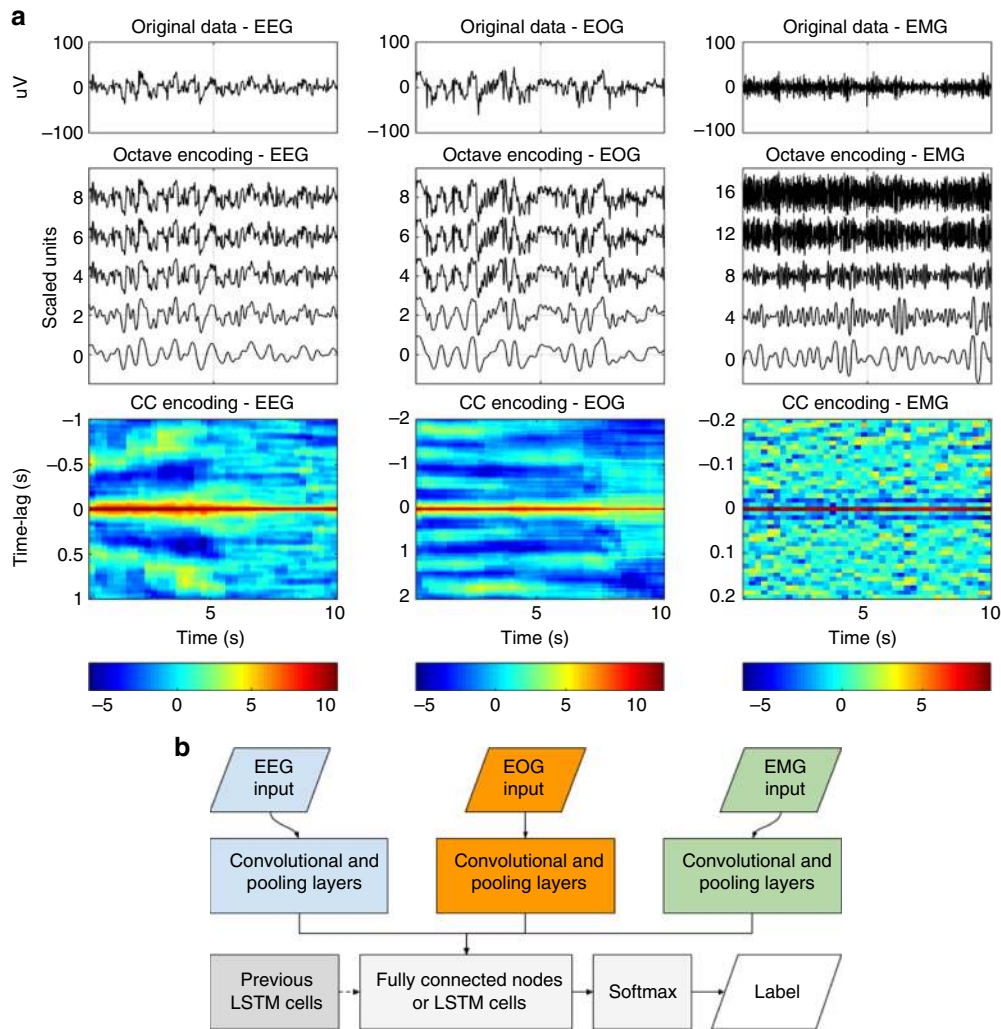 a
Original data - EEG
Original data - EOG
Original data - EMG
uV
100
0
–100
100
0
–100
100
0
–100
Octave encoding - EEG
Octave encoding - EOG
Octave encoding - EMG
Scaled units
8
6
4
2
0
8
6
4
2
0
16
12
8
4
0
CC encoding - EEG
CC encoding - EOG
CC encoding - EMG
Time-lag (s)
–1
–0.5
0
0.5
1
–2
–1
0
1
2
–0.2
–0.1
0
0.1
0.2
5
10
5
10
5
10
Time (s)
Time (s)
Time (s)
–5
0
5
10
–5
0
5
10
–5
0
5
b
EEG
input
EOG
input
EMG
input
Convolutional and
pooling layers
Convolutional and
pooling layers
Convolutional and
pooling layers
Previous
LSTM cells
Fully connected nodes
or LSTM cells
Softmax
Label